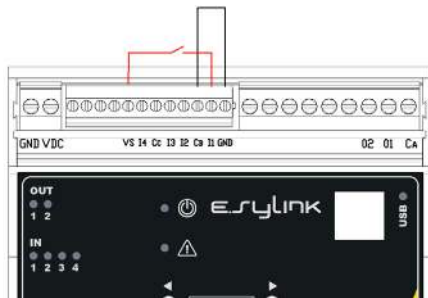 GND VDC VS I4 Cc I3 I2 CB I1 GND O2 O1 CA
OUT
1 2
E.sylink
USB
IN
1 2 3 4